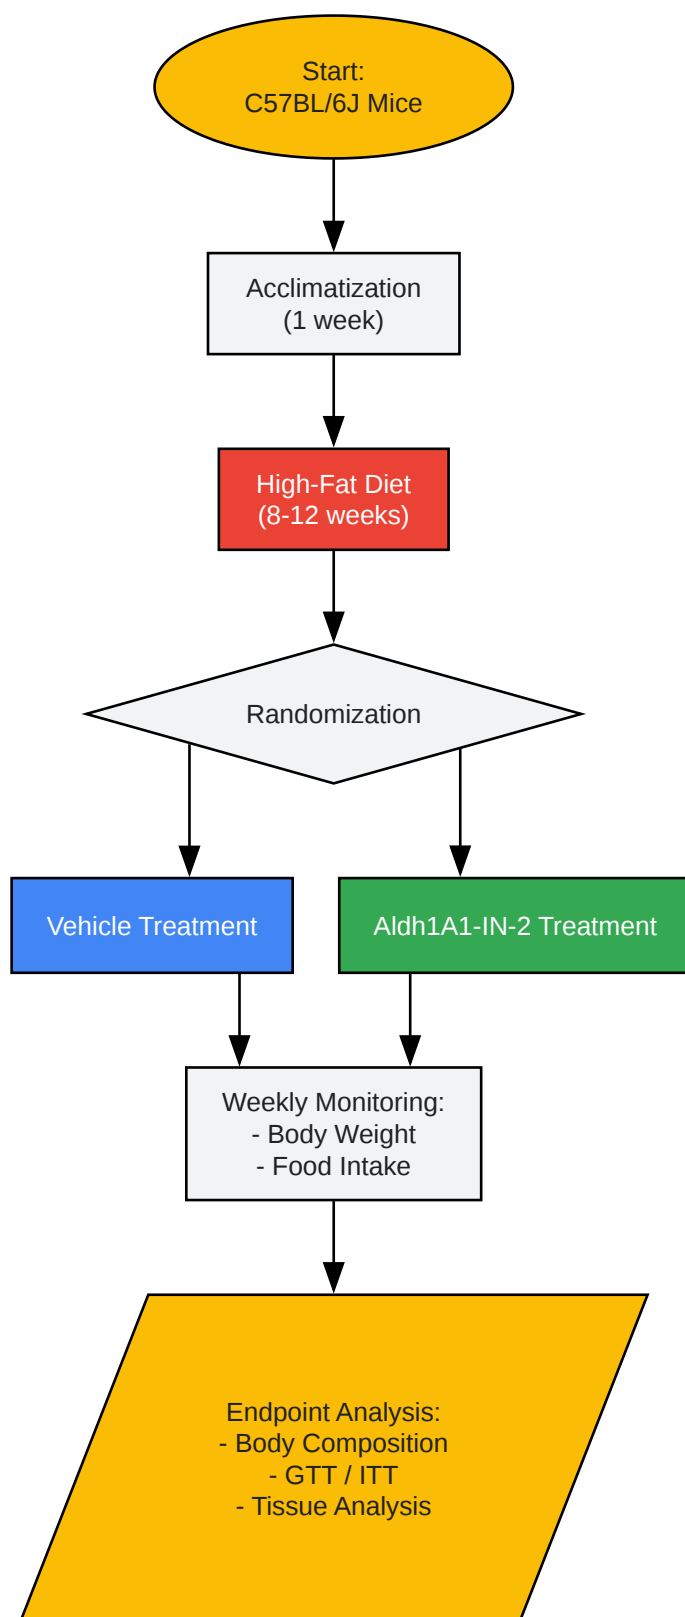 Start:
C57BL/6J Mice
Acclimatization
(1 week)
High-Fat Diet
(8-12 weeks)
Randomization
Vehicle Treatment
Aldh1A1-IN-2 Treatment
Weekly Monitoring:
- Body Weight
- Food Intake
Endpoint Analysis:
- Body Composition
- GTT / ITT
- Tissue Analysis